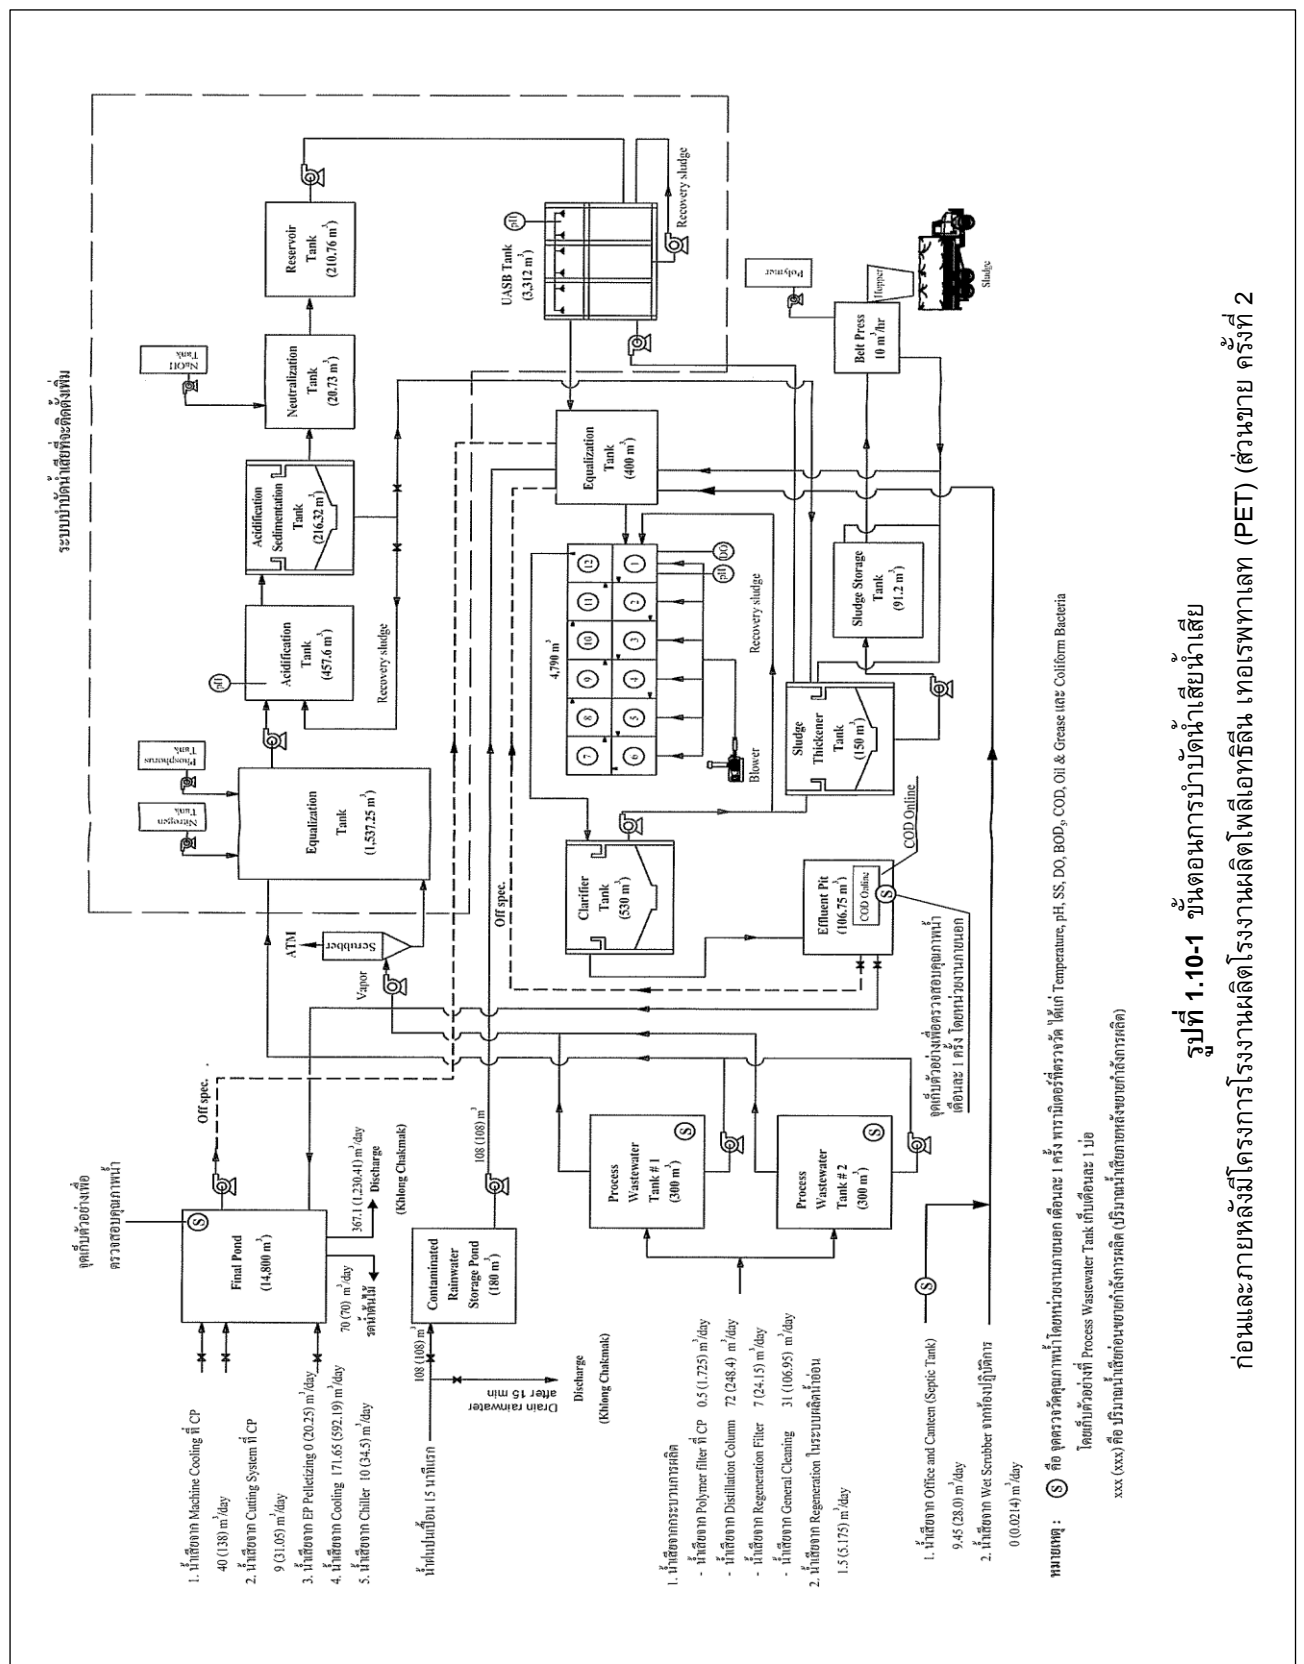 ระบบบำบัดน้ำเสียที่จะติดตั้งเพิ่ม
Nitrogen
Tank
Phosphorus
Tank
NaOH
Tank
pH
Equalization
Tank
(1,537.25 m³)
Acidification
Tank
(457.6 m³)
Acidification
Sedimentation
Tank
(216.32 m³)
Neutralization
Tank
(20.73 m³)
Reservoir
Tank
(210.76 m³)
Recovery sludge
ATM
Scrubber
Vapor
UASB Tank
(3,312 m³)
pH
Recovery sludge
จุดเก็บตัวอย่างเพื่อ
ตรวจสอบคุณภาพน้ำ
S
Final Pond
(14,800 m³)
Off spec.
367.1 (1,230.41) m³/day
Discharge
(Khlong Chakmak)
70 (70) m³/day
รดน้ำต้นไม้
1. น้ำเสียจาก Machine Cooling ที่ CP
40 (138) m³/day
2. น้ำเสียจาก Cutting System ที่ CP
9 (31.05) m³/day
3. น้ำเสียจาก EP Pelletizing 0 (20.25) m³/day
4. น้ำเสียจาก Cooling 171.65 (592.19) m³/day
5. น้ำเสียจาก Chiller 10 (34.5) m³/day
น้ำฝนปนเปื้อน 15 นาทีแรก
108 (108) m³
Contaminated
Rainwater
Storage Pond
(180 m³)
108 (108) m³
Drain rainwater
after 15 min
Discharge
(Khlong Chakmak)
Off spec.
Equalization
Tank
(400 m³)
4,790 m³
12
11
10
9
8
7
1
2
3
4
5
6
pH
DO
Blower
Recovery sludge
Clarifier
Tank
(530 m³)
Sludge
Thickener
Tank
(150 m³)
Sludge Storage
Tank
(91.2 m³)
Belt Press
10 m³/hr
Polymer
Hopper
Sludge
Effluent Pit
(106.75 m³)
COD Online
S
COD Online
จุดเก็บตัวอย่างเพื่อตรวจสอบคุณภาพน้ำ
เดือนละ 1 ครั้ง โดยหน่วยงานภายนอก
Process
Wastewater
Tank # 1
(300 m³)
S
Process
Wastewater
Tank # 2
(300 m³)
S
1. น้ำเสียจากกระบวนการผลิต
- น้ำเสียจาก Polymer filter ที่ CP 0.5 (1.725) m³/day
- น้ำเสียจาก Distillation Column 72 (248.4) m³/day
- น้ำเสียจาก Regeneration Filter 7 (24.15) m³/day
- น้ำเสียจาก General Cleaning 31 (106.95) m³/day
2. น้ำเสียจาก Regeneration ในระบบผลิตน้ำอ่อน
1.5 (5.175) m³/day
S
1. น้ำเสียจาก Office and Canteen (Septic Tank)
9.45 (28.0) m³/day
2. น้ำเสียจาก Wet Scrubber จากห้องปฏิบัติการ
0 (0.0214) m³/day
หมายเหตุ : S คือ จุดตรวจวัดคุณภาพน้ำโดยหน่วยงานภายนอก เดือนละ 1 ครั้ง พารามิเตอร์ที่ตรวจวัด ได้แก่ Temperature, pH, SS, DO, BOD₅, COD, Oil & Grease และ Coliform Bacteria
โดยเก็บตัวอย่างที่ Process Wastewater Tank เก็บเดือนละ 1 บ่อ
xxx (xxx) คือ ปริมาณน้ำเสียก่อนขยายกำลังการผลิต (ปริมาณน้ำเสียภายหลังขยายกำลังการผลิต)
รูปที่ 1.10-1 ขั้นตอนการบำบัดน้ำเสียน้ำเสีย
ก่อนและภายหลังมีโครงการโรงงานผลิตโรงงานผลิตโพลีเอทธิลีน เทอเรพทาเลท (PET) (ส่วนขาย ครั้งที่ 2